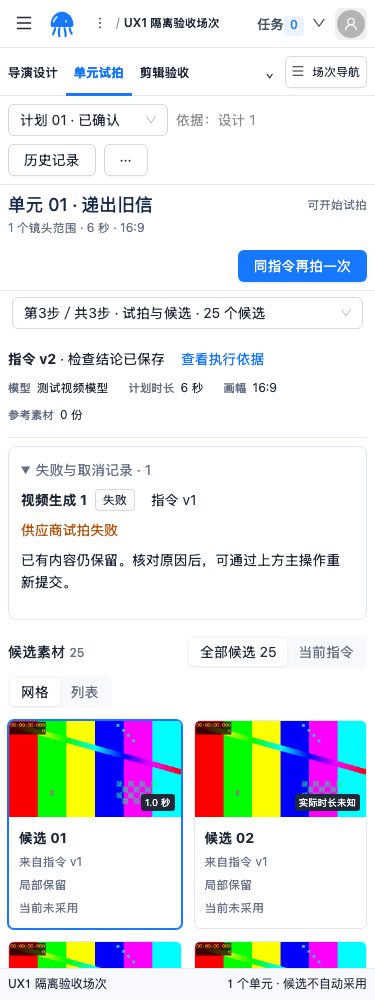 / UX1 隔离验收场次
任务 0
导演设计 单元试拍 剪辑验收
场次导航
计划 01 · 已确认
依据：设计 1
历史记录
···
单元 01 · 递出旧信
可开始试拍
1 个镜头范围 · 6 秒 · 16:9
同指令再拍一次
第3步 / 共3步 · 试拍与候选 · 25 个候选
指令 v2 · 检查结论已保存 查看执行依据
模型 测试视频模型 计划时长 6 秒 画幅 16:9
参考素材 0 份
▼ 失败与取消记录 · 1
视频生成 1 失败 指令 v1
供应商试拍失败
已有内容仍保留。核对原因后，可通过上方主操作重
新提交。
候选素材 25
全部候选 25 当前指令
网格 列表
00:00:00.000
00:00:00.000
1.0 秒
实际时长未知
候选 01
候选 02
来自指令 v1
来自指令 v1
局部保留
局部保留
当前未采用
当前未采用
UX1 隔离验收场次
1 个单元 · 候选不自动采用